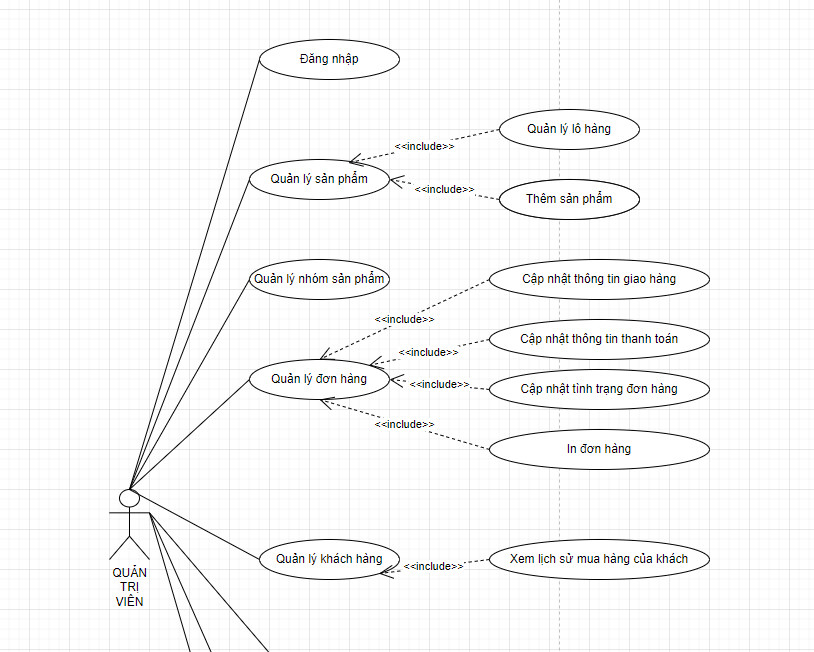 Đăng nhập
Quản lý lô hàng
<<include>>
Quản lý sản phẩm
<<include>>
Thêm sản phẩm
Quản lý nhóm sản phẩm
Cập nhật thông tin giao hàng
<<include>>
Cập nhật thông tin thanh toán
<<include>>
Quản lý đơn hàng
<<include>>
Cập nhật tình trạng đơn hàng
<<include>>
In đơn hàng
Quản lý khách hàng
<<include>>
Xem lịch sử mua hàng của khách
QUẢN
TRỊ
VIÊN